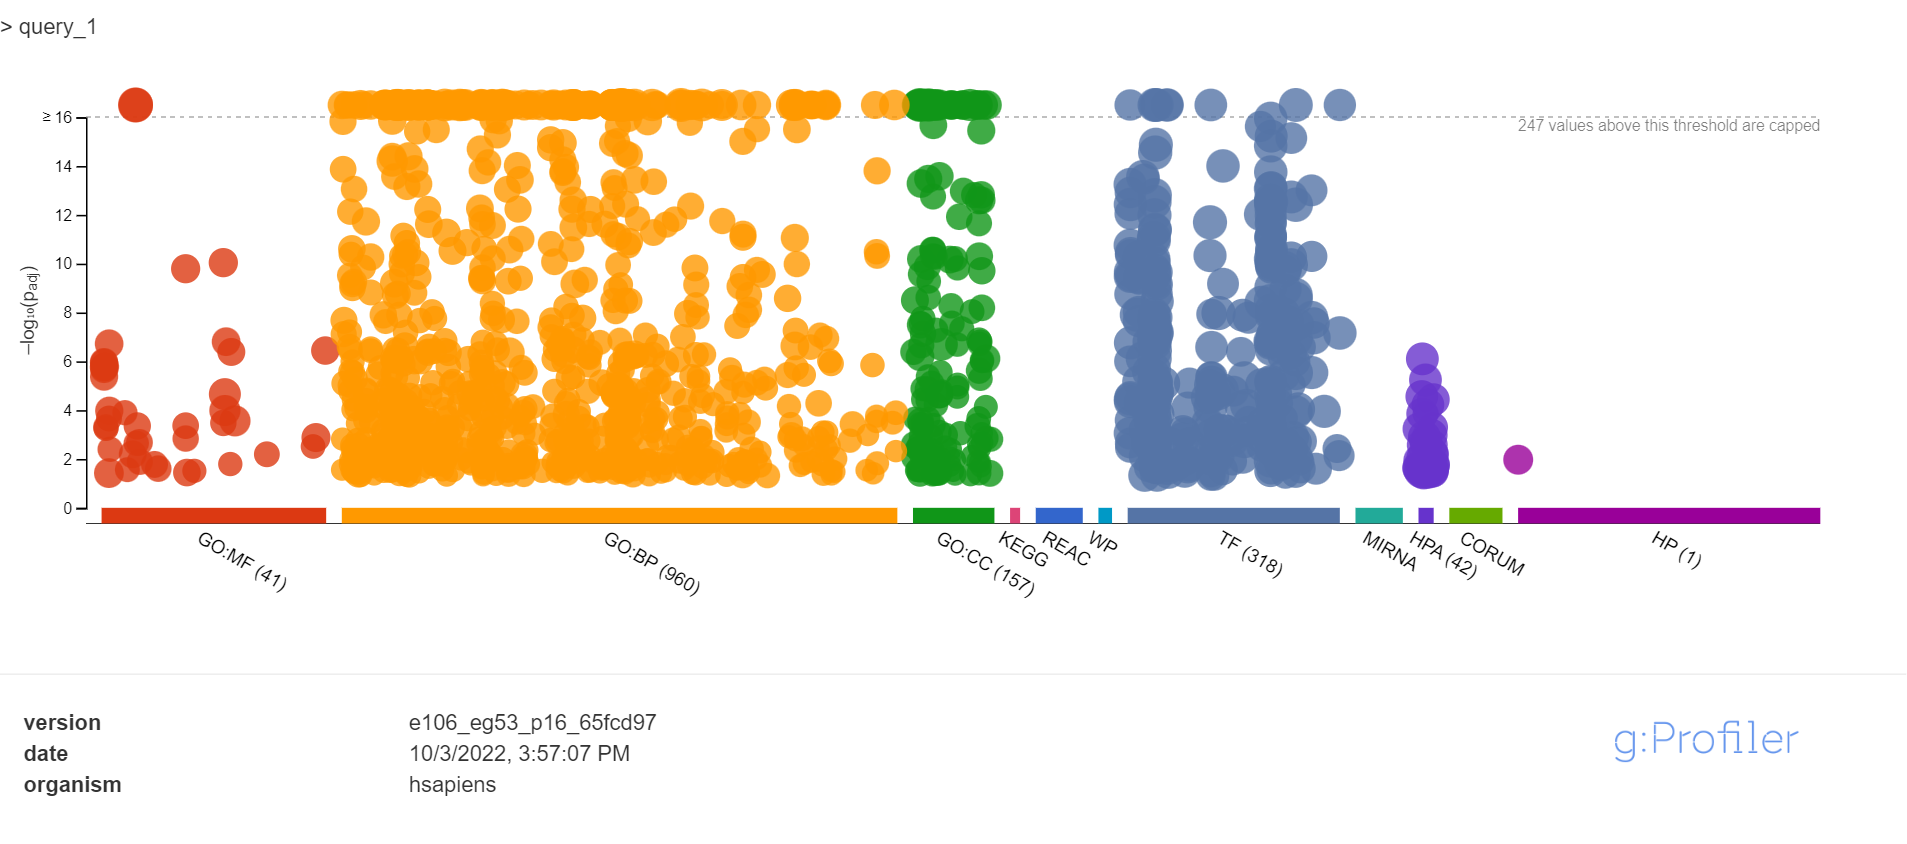 > query_1
≥ 16
247 values above this threshold are capped
14
12
10
8
6
4
2
0
−log₁₀(padj)
GO:MF (41)
GO:BP (960)
GO:CC (157)
KEGG
REAC
WP
TF (318)
MIRNA
HPA (42)
CORUM
HP (1)
version e106_eg53_p16_65fcd97
date 10/3/2022, 3:57:07 PM
organism hsapiens
g:Profiler